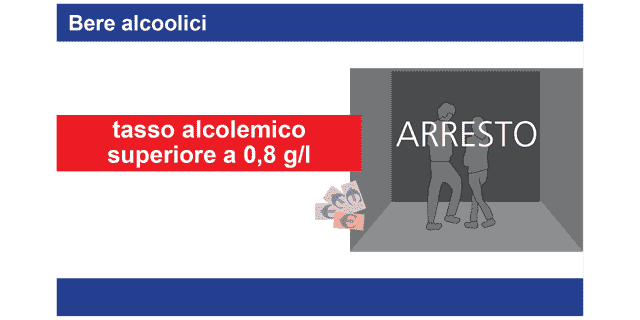 Bere alcoolici
tasso alcolemico
superiore a 0,8 g/l
ARRESTO
€ € €
€